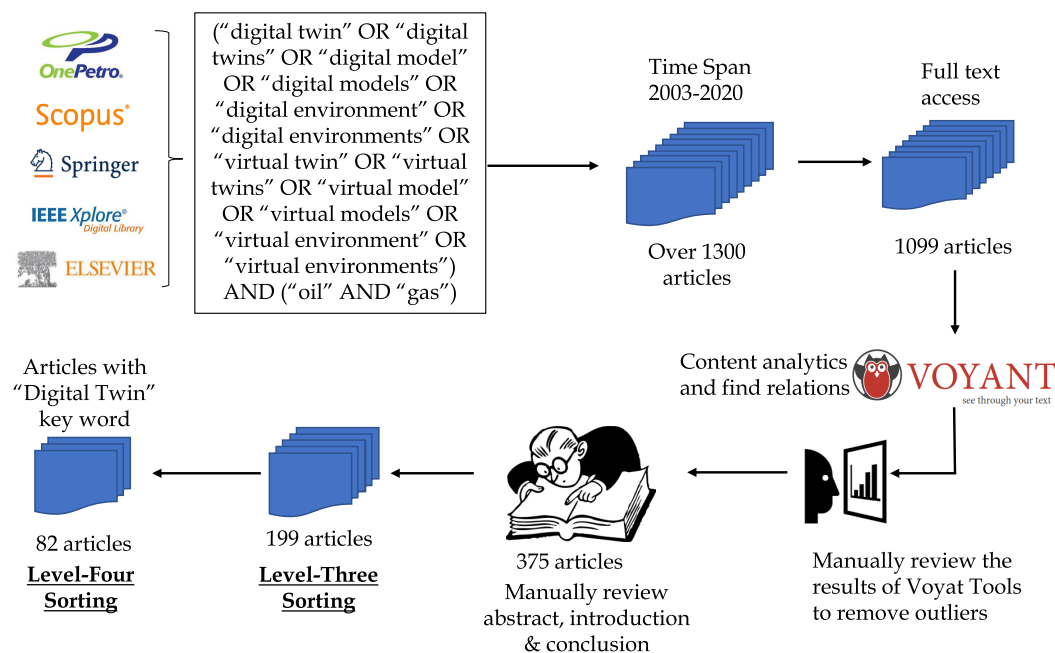 OnePetro®
Scopus®
Springer
IEEE Xplore®
Digital Library
ELSEVIER
(“digital twin” OR “digital
twins” OR “digital model”
OR “digital models” OR
“digital environment” OR
“digital environments” OR
“virtual twin” OR “virtual
twins” OR “virtual model”
OR “virtual models” OR
“virtual environment” OR
“virtual environments”)
AND (“oil” AND “gas”)
Time Span
2003-2020
Over 1300
articles
Full text
access
1099 articles
Content analytics
and find relations
VOYANT
see through your text
Manually review the
results of Voyat Tools
to remove outliers
375 articles
Manually review
abstract, introduction
& conclusion
199 articles
Level-Three
Sorting
Articles with
“Digital Twin”
key word
82 articles
Level-Four
Sorting